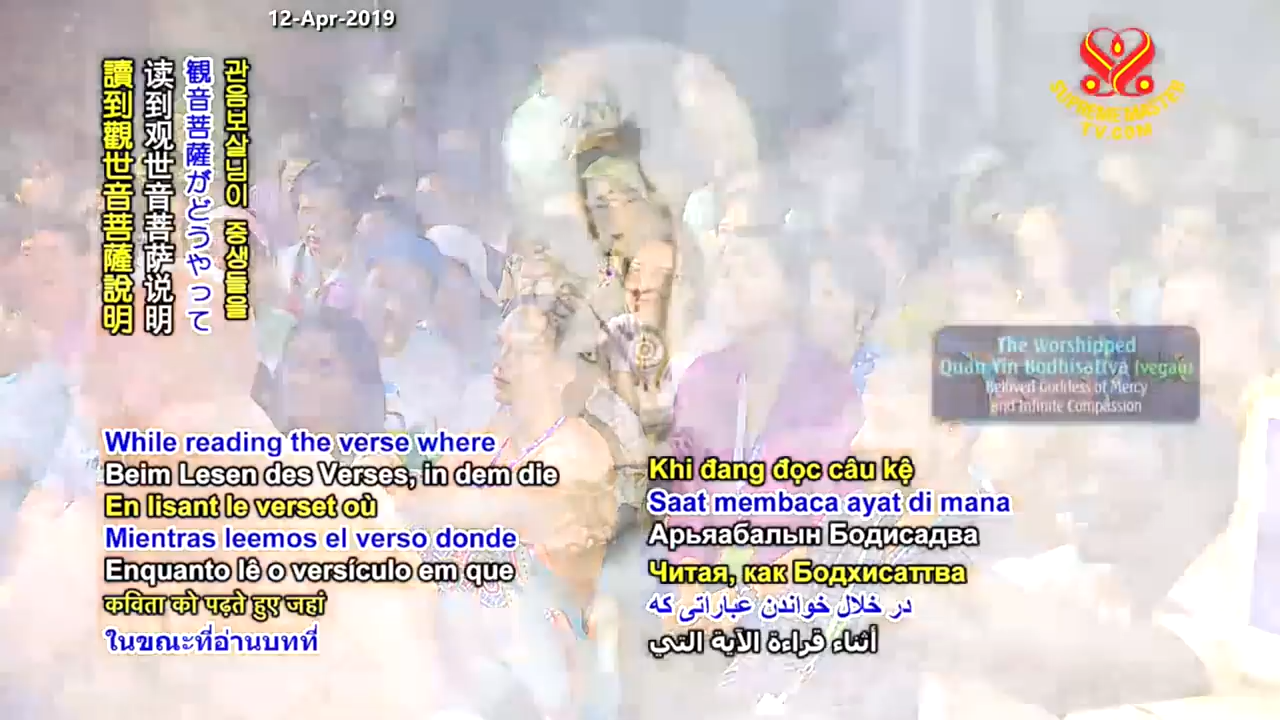 12-Apr-2019
讀到觀世音菩薩說明
读到观世音菩萨说明
観音菩薩がどうやって
관음보살님이 중생들을
SUPREME MASTER
TV.COM
The Worshipped
Quán Yin Bodhisattva (vegan)
Beloved Goddess of Mercy
and Infinite Compassion
While reading the verse where
Beim Lesen des Verses, in dem die
En lisant le verset où
Mientras leemos el verso donde
Enquanto lê o versículo em que
कविता को पढ़ते हुए जहां
ในขณะที่อ่านบทที่
Khi đang đọc câu kệ
Saat membaca ayat di mana
Арьяабалын Бодисадва
Читая, как Бодхисаттва
در خلال خواندن عباراتی که
أثناء قراءة الآية التي